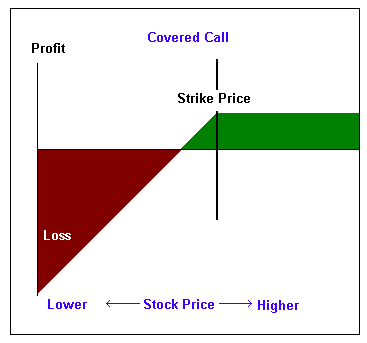 Covered Call
Profit
Strike Price
Loss
Lower Stock Price Higher